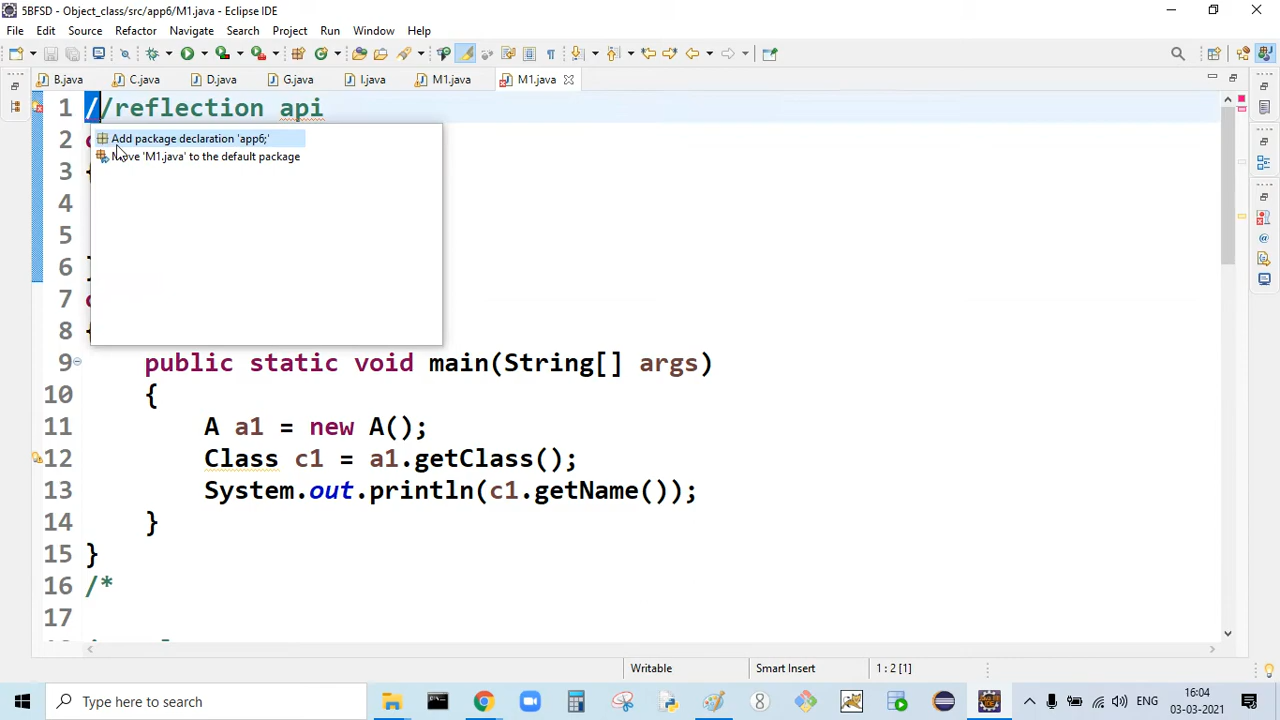 5BFSD - Object_class/src/app6/M1.java - Eclipse IDE
File Edit Source Refactor Navigate Search Project Run Window Help
B.java C.java D.java G.java I.java M1.java M1.java
1 //reflection api
Add package declaration 'app6;'
2
'M1.java' to the default package
3
4
5
6
7
8
9 public static void main(String[] args)
10 {
11 A a1 = new A();
12 Class c1 = a1.getClass();
13 System.out.println(c1.getName());
14 }
15 }
16 /*
17
Writable Smart Insert 1 : 2 [1]
Type here to search
ENG
6:04
03-03-2021